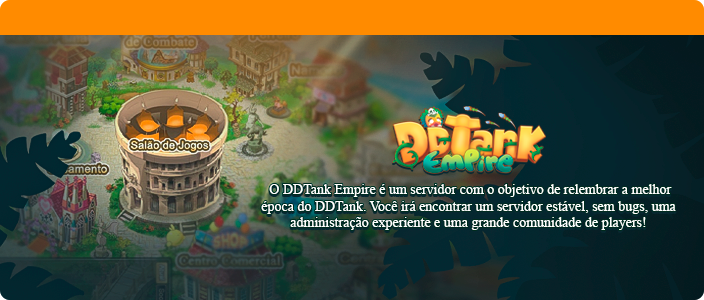 de Combate
Salão de Jogos
amento
SHOP
Centro Comercial
DDTank
Empire
O DDTank Empire é um servidor com o objetivo de relembrar a melhor
época do DDTank. Você irá encontrar um servidor estável, sem bugs, uma
administração experiente e uma grande comunidade de players!